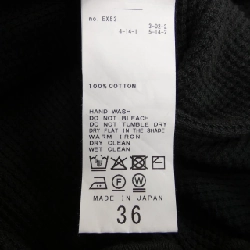 100%COTTON
HAND WASH
DO NOT BLEACH
DO NOT TUMBLE DRY
DRY FLAT IN THE SHADE
WARM IRON
DRY CLEAN
WET CLEAN
MADE IN JAPAN
36